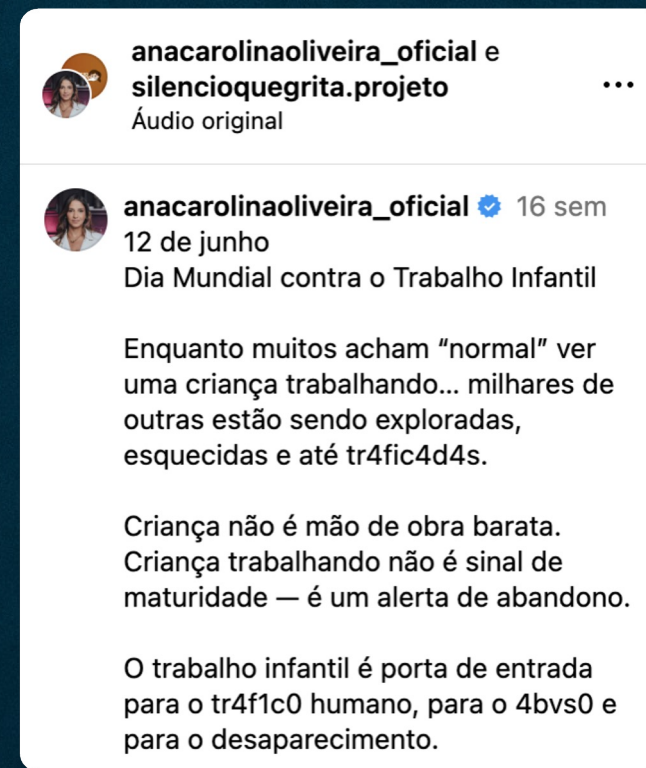 anacarolinaoliveira_oficial e
silencioquegrita.projeto
Áudio original
anacarolinaoliveira_oficial 16 sem
12 de junho
Dia Mundial contra o Trabalho Infantil
Enquanto muitos acham “normal” ver
uma criança trabalhando... milhares de
outras estão sendo exploradas,
esquecidas e até tr4fic4d4s.
Criança não é mão de obra barata.
Criança trabalhando não é sinal de
maturidade — é um alerta de abandono.
O trabalho infantil é porta de entrada
para o tr4f1c0 humano, para o 4bvs0 e
para o desaparecimento.